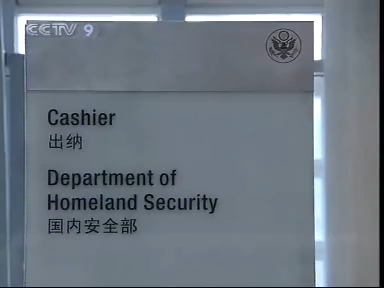 CCTV 9
Cashier
出纳
Department of
Homeland Security
国内安全部